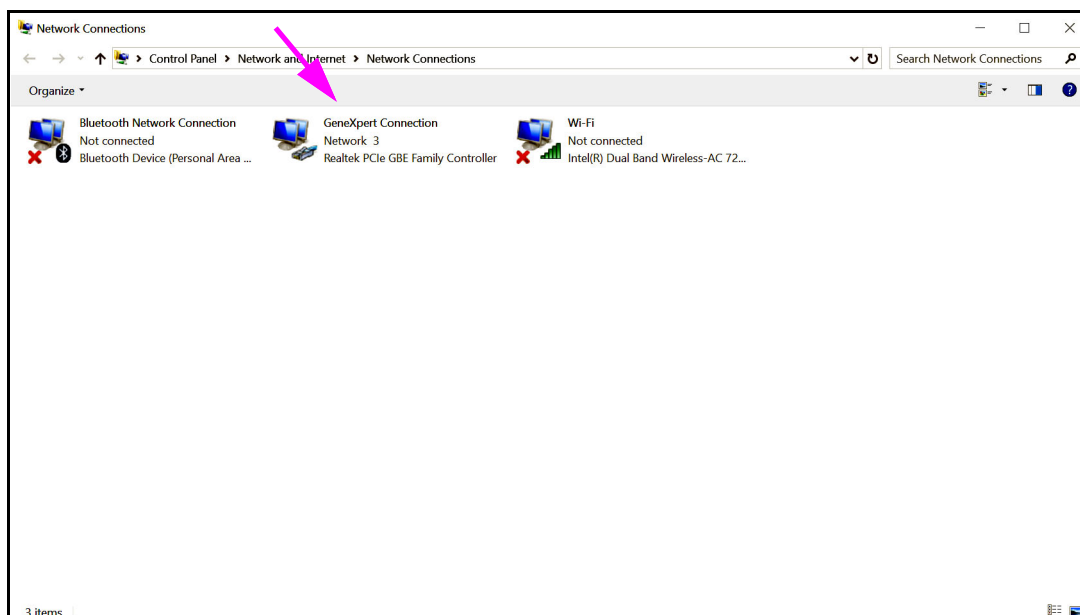 Network Connections
Control Panel > Network and Internet > Network Connections
Search Network Connections
Organize
Bluetooth Network Connection
Not connected
Bluetooth Device (Personal Area ...
GeneXpert Connection
Network 3
Realtek PCIe GBE Family Controller
Wi-Fi
Not connected
Intel(R) Dual Band Wireless-AC 72...
3 items